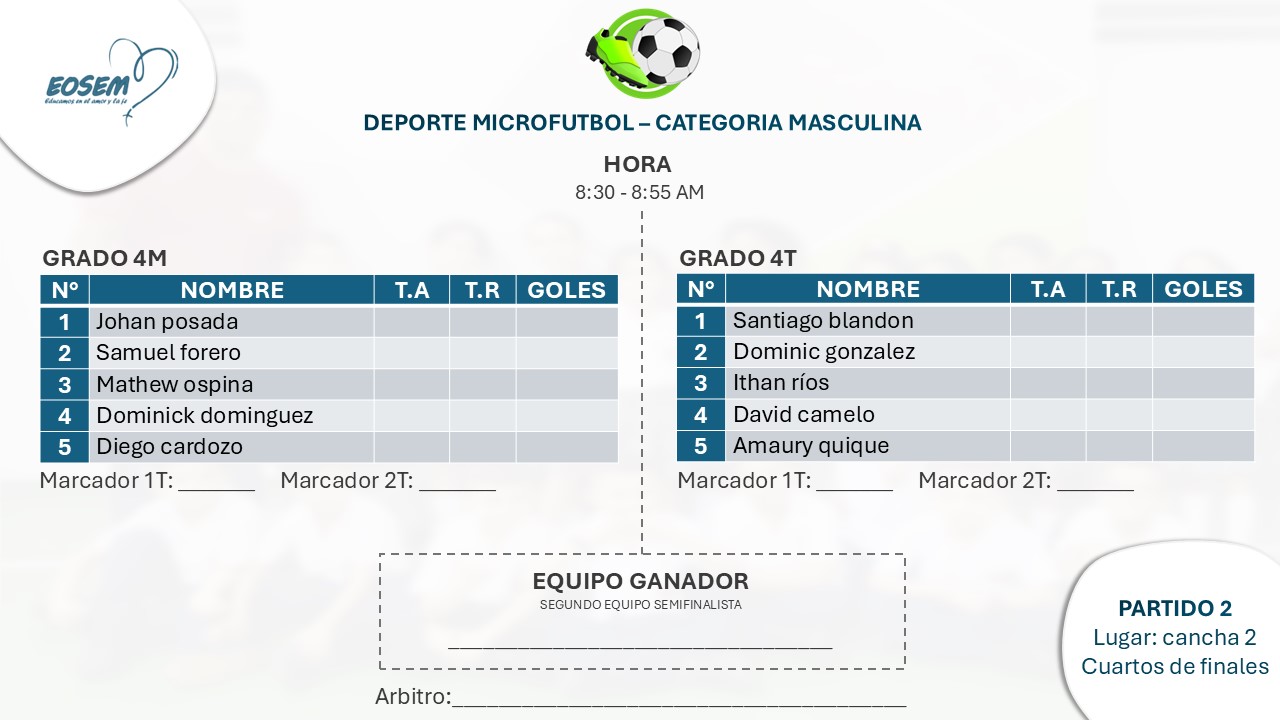 EOSEM
Educamos en el amor y la fe
DEPORTE MICROFUTBOL – CATEGORIA MASCULINA
HORA
8:30 - 8:55 AM
GRADO 4M
N° NOMBRE T.A T.R GOLES
1 Johan posada
2 Samuel forero
3 Mathew ospina
4 Dominick dominguez
5 Diego cardozo
Marcador 1T: ______ Marcador 2T: ______
GRADO 4T
N° NOMBRE T.A T.R GOLES
1 Santiago blandon
2 Dominic gonzalez
3 Ithan ríos
4 David camelo
5 Amaury quique
Marcador 1T: ______ Marcador 2T: ______
EQUIPO GANADOR
SEGUNDO EQUIPO SEMIFINALISTA
______________________________
Arbitro:____________________________________
PARTIDO 2
Lugar: cancha 2
Cuartos de finales